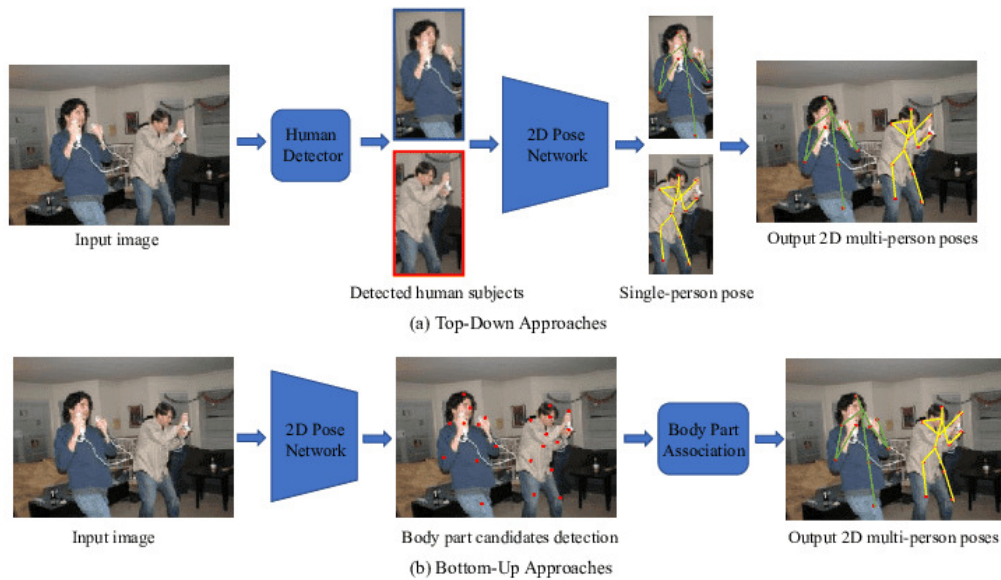 Human
Detector
2D Pose
Network
Input image
Detected human subjects
Single-person pose
Output 2D multi-person poses
(a) Top-Down Approaches
2D Pose
Network
Body Part
Association
Input image
Body part candidates detection
Output 2D multi-person poses
(b) Bottom-Up Approaches